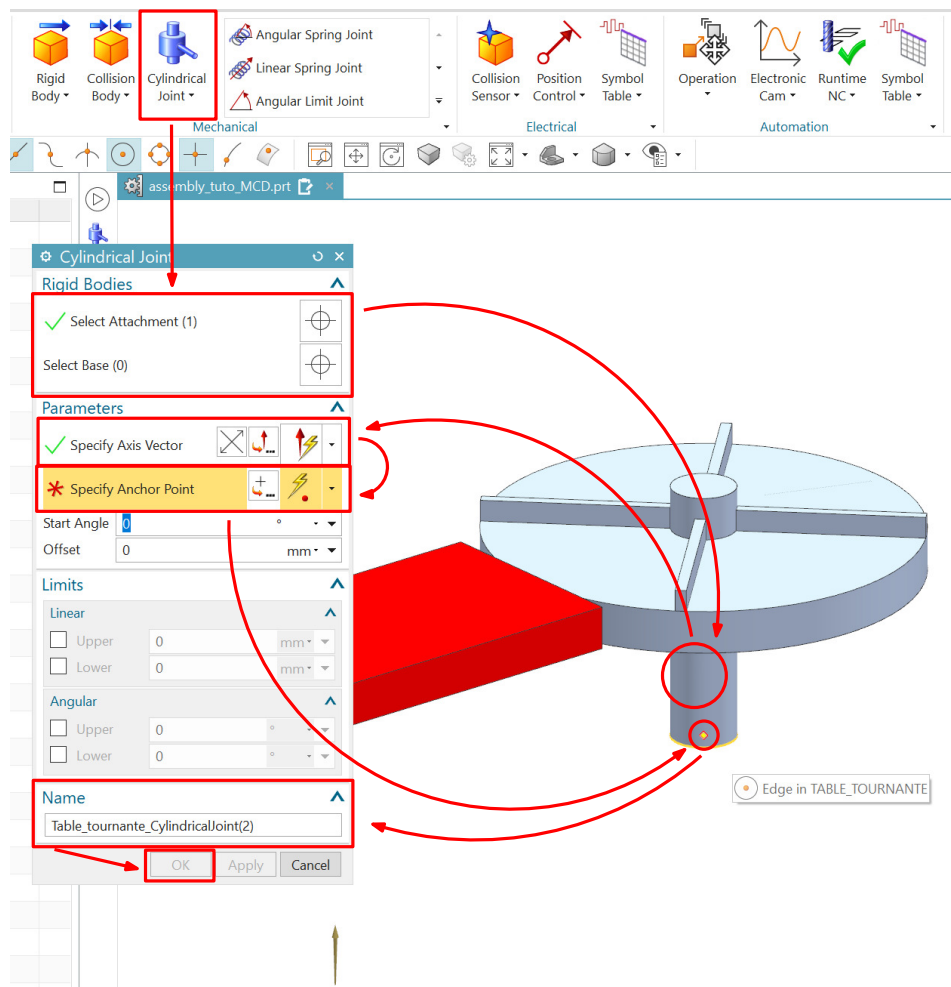 Rigid Body
Collision Body
Cylindrical Joint
Angular Spring Joint
Linear Spring Joint
Angular Limit Joint
Collision Sensor
Position Control
Symbol Table
Operation
Electronic Cam
Runtime NC
Symbol Table
Mechanical
Electrical
Automation
assembly_tuto_MCD.prt
Cylindrical Joint
Rigid Bodies
Select Attachment (1)
Select Base (0)
Parameters
Specify Axis Vector
* Specify Anchor Point
Start Angle 0 °
Offset 0 mm
Limits
Linear
Upper 0 mm
Lower 0 mm
Angular
Upper 0 °
Lower 0 °
Edge in TABLE_TOURNANTE
Name
Table_tournante_CylindricalJoint(2)
OK Apply Cancel